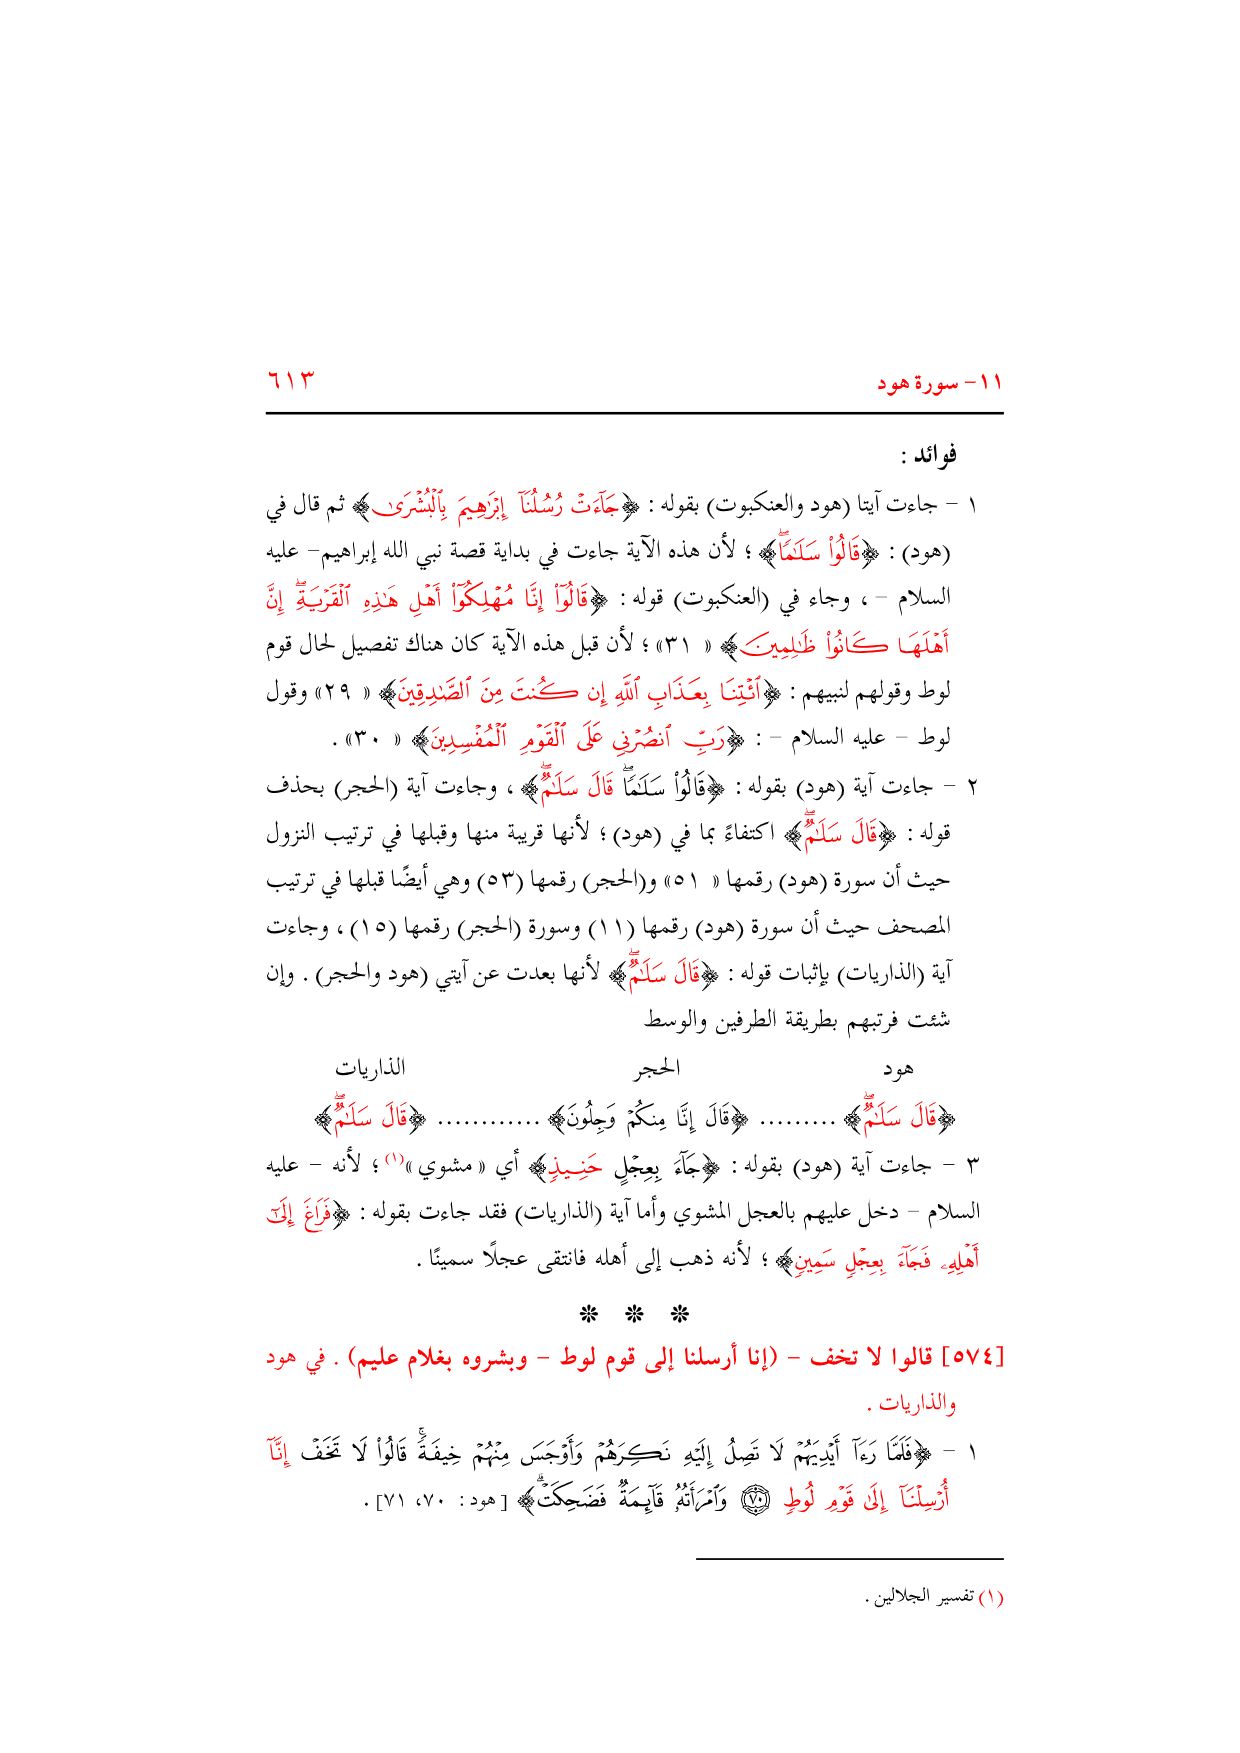 ١١- سورة هود ٦١٣
فوائد :
١ - جاءت آيتا (هود والعنكبوت) بقوله : ﴿جَآءَتْ رُسُلُنَآ إِبْرَٰهِيمَ بِٱلْبُشْرَىٰ﴾ ثم قال في
(هود) : ﴿قَالُوا۟ سَلَـٰمًۭا ۖ﴾ ؛ لأن هذه الآية جاءت في بداية قصة نبي الله إبراهيم- عليه
السلام - ، وجاء في (العنكبوت) قوله : ﴿قَالُوٓا۟ إِنَّا مُهْلِكُوٓا۟ أَهْلِ هَـٰذِهِ ٱلْقَرْيَةِ ۖ إِنَّ
أَهْلَهَا كَانُوا۟ ظَـٰلِمِينَ﴾ « ٣١» ؛ لأن قبل هذه الآية كان هناك تفصيل لحال قوم
لوط وقولهم لنبيهم : ﴿ٱئْتِنَا بِعَذَابِ ٱللَّهِ إِن كُنتَ مِنَ ٱلصَّـٰدِقِينَ﴾ « ٢٩» وقول
لوط - عليه السلام - : ﴿رَبِّ ٱنصُرْنِى عَلَى ٱلْقَوْمِ ٱلْمُفْسِدِينَ﴾ « ٣٠» .
٢ - جاءت آية (هود) بقوله : ﴿قَالُوا۟ سَلَـٰمًۭا ۖ قَالَ سَلَـٰمٌۭ ۖ﴾ ، وجاءت آية (الحجر) بحذف
قوله : ﴿قَالَ سَلَـٰمٌۭ ۖ﴾ اكتفاءً بما في (هود) ؛ لأنها قريبة منها وقبلها في ترتيب النزول
حيث أن سورة (هود) رقمها « ٥١» و(الحجر) رقمها (٥٣) وهي أيضًا قبلها في ترتيب
المصحف حيث أن سورة (هود) رقمها (١١) وسورة (الحجر) رقمها (١٥) ، وجاءت
آية (الذاريات) بإثبات قوله : ﴿قَالَ سَلَـٰمٌۭ ۖ﴾ لأنها بعدت عن آيتي (هود والحجر) . وإن
شئت فرتبهم بطريقة الطرفين والوسط
هود الحجر الذاريات
﴿قَالَ سَلَـٰمٌۭ ۖ﴾ ......... ﴿قَالَ إِنَّا مِنكُمْ وَجِلُونَ﴾ ............ ﴿قَالَ سَلَـٰمٌۭ ۖ﴾
٣ - جاءت آية (هود) بقوله : ﴿جَآءَ بِعِجْلٍ حَنِيذٍۢ﴾ أي « مشوي »(١) ؛ لأنه - عليه
السلام - دخل عليهم بالعجل المشوي وأما آية (الذاريات) فقد جاءت بقوله : ﴿فَرَاغَ إِلَىٰٓ
أَهْلِهِۦ فَجَآءَ بِعِجْلٍۢ سَمِينٍۢ﴾ ؛ لأنه ذهب إلى أهله فانتقى عجلًا سمينًا .
❊ ❊ ❊
[٥٧٤] قالوا لا تخف - (إنا أرسلنا إلى قوم لوط - وبشروه بغلام عليم) . في هود
والذاريات .
١ - ﴿فَلَمَّا رَءَآ أَيْدِيَهُمْ لَا تَصِلُ إِلَيْهِ نَكِرَهُمْ وَأَوْجَسَ مِنْهُمْ خِيفَةًۭ ۚ قَالُوا۟ لَا تَخَفْ إِنَّآ
أُرْسِلْنَآ إِلَىٰ قَوْمِ لُوطٍۢ ٧٠ وَٱمْرَأَتُهُۥ قَآئِمَةٌۭ فَضَحِكَتْ ۗ﴾ [هود : ٧٠، ٧١] .
(١) تفسير الجلالين .